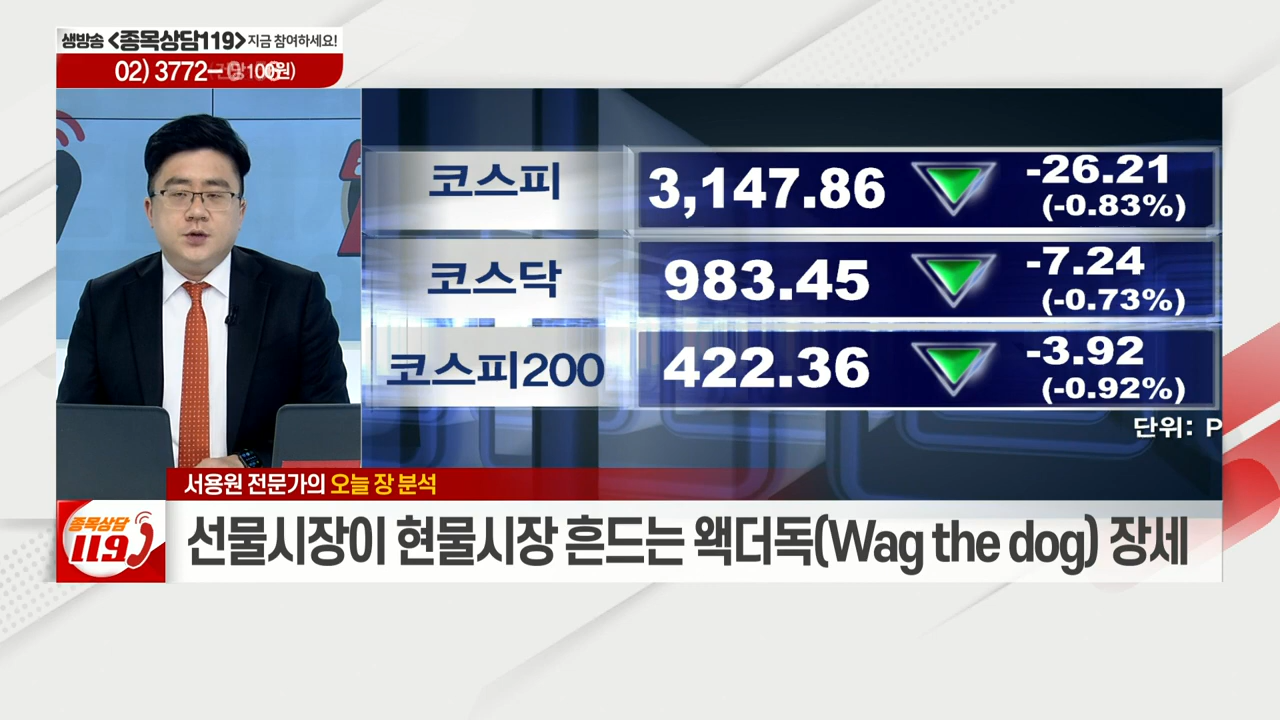 생방송 <종목상담119> 지금 참여하세요!
02) 3772-
100원)
코스피 3,147.86 -26.21 (-0.83%)
코스닥 983.45 -7.24 (-0.73%)
코스피200 422.36 -3.92 (-0.92%)
단위: P
서용원 전문가의 오늘 장 분석
종목상담
119
선물시장이 현물시장 흔드는 왝더독(Wag the dog) 장세